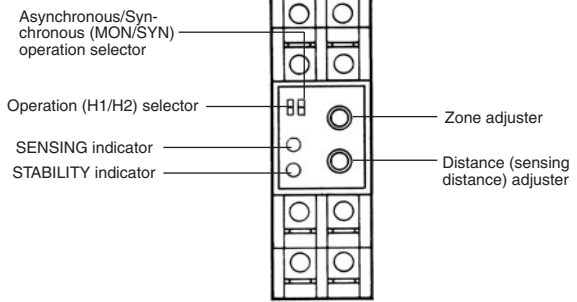 Asynchronous/Syn-
chronous (MON/SYN)
operation selector
Operation (H1/H2) selector
SENSING indicator
STABILITY indicator
Zone adjuster
Distance (sensing
distance) adjuster